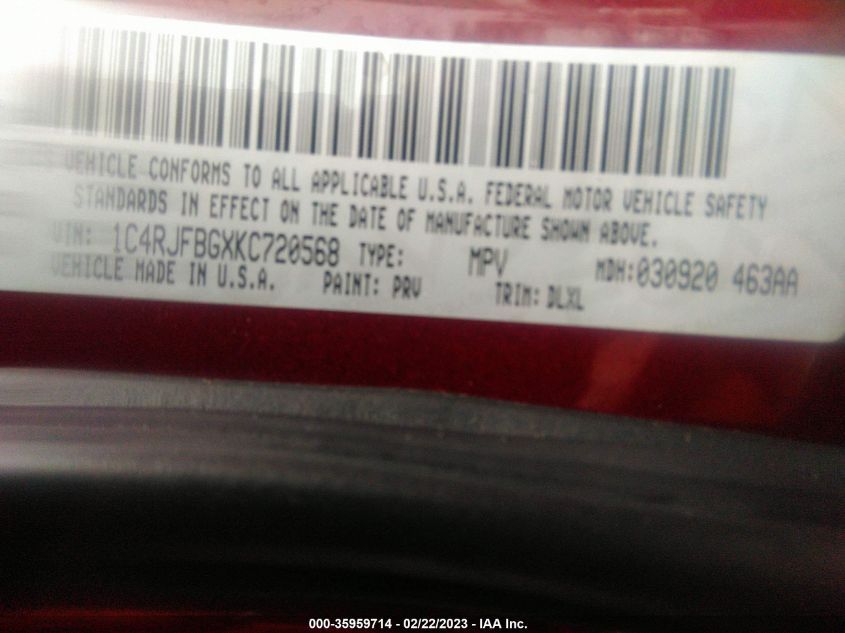 VEHICLE CONFORMS TO ALL APPLICABLE U.S.A. FEDERAL MOTOR VEHICLE SAFETY
STANDARDS IN EFFECT ON THE DATE OF MANUFACTURE SHOWN ABOVE.
VIN: 1C4RJFBGXKC720568 TYPE: MPV MDH:030920 463AA
VEHICLE MADE IN U.S.A. PAINT: PRV TRIM: DLXL
000-35959714 - 02/22/2023 - IAA Inc.